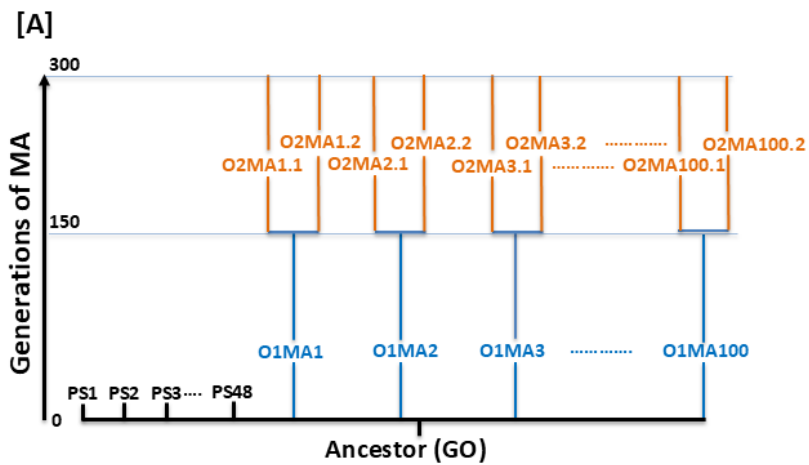 [A]
Generations of MA
300
150
0
O2MA1.2 O2MA2.2 O2MA3.2 ............ O2MA100.2
O2MA1.1 O2MA2.1 O2MA3.1 ............ O2MA100.1
O1MA1 O1MA2 O1MA3 ............ O1MA100
PS1 PS2 PS3 .... PS48
Ancestor (GO)